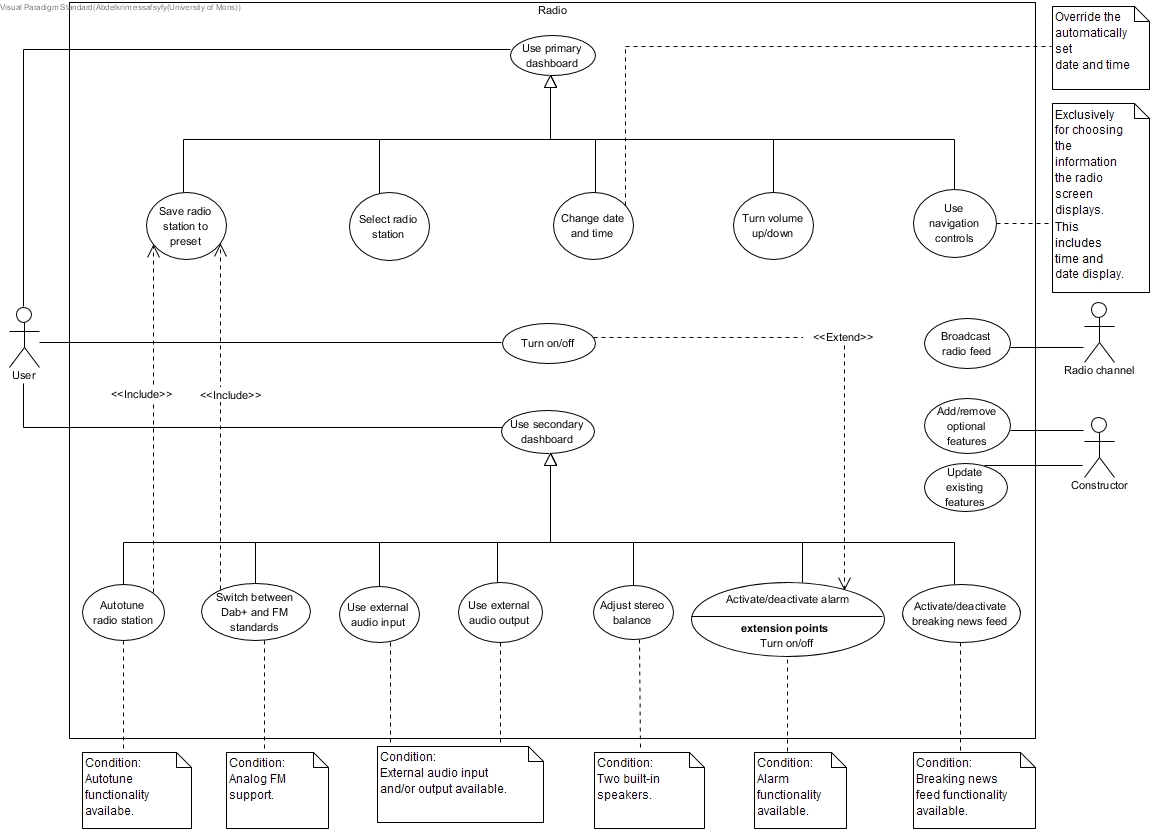 Visual Paradigm Standard(Abdelkrim essafsyfy(University of Mons))
Radio
Override the
automatically
set
date and time
Use primary
dashboard
Exclusively
for choosing
the
information
the radio
screen
displays.
This
includes
time and
date display.
Save radio
station to
preset
Select radio
station
Change date
and time
Turn volume
up/down
Use
navigation
controls
User
Turn on/off
<<Extend>>
Broadcast
radio feed
Radio channel
<<Include>>
<<Include>>
Use secondary
dashboard
Add/remove
optional
features
Update
existing
features
Constructor
Autotune
radio station
Switch between
Dab+ and FM
standards
Use external
audio input
Use external
audio output
Adjust stereo
balance
Activate/deactivate alarm
extension points
Turn on/off
Activate/deactivate
breaking news feed
Condition:
Autotune
functionality
availabe.
Condition:
Analog FM
support.
Condition:
External audio input
and/or output available.
Condition:
Two built-in
speakers.
Condition:
Alarm
functionality
available.
Condition:
Breaking news
feed functionality
available.